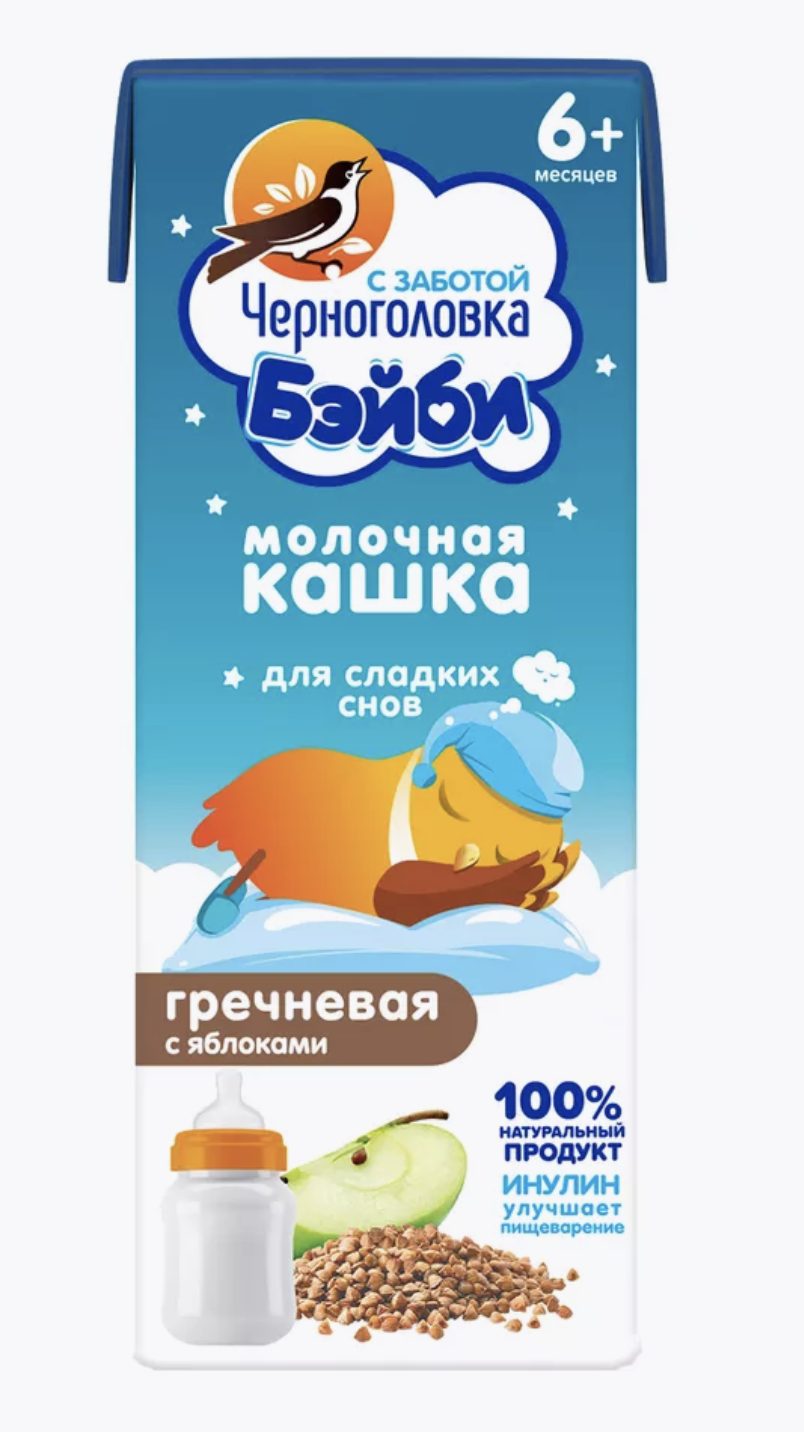 6+
месяцев
С ЗАБОТОЙ
Черноголовка
Бэйби
молочная
кашка
для сладких
снов
гречневая
с яблоками
100%
НАТУРАЛЬНЫЙ
ПРОДУКТ
ИНУЛИН
улучшает
пищеварение